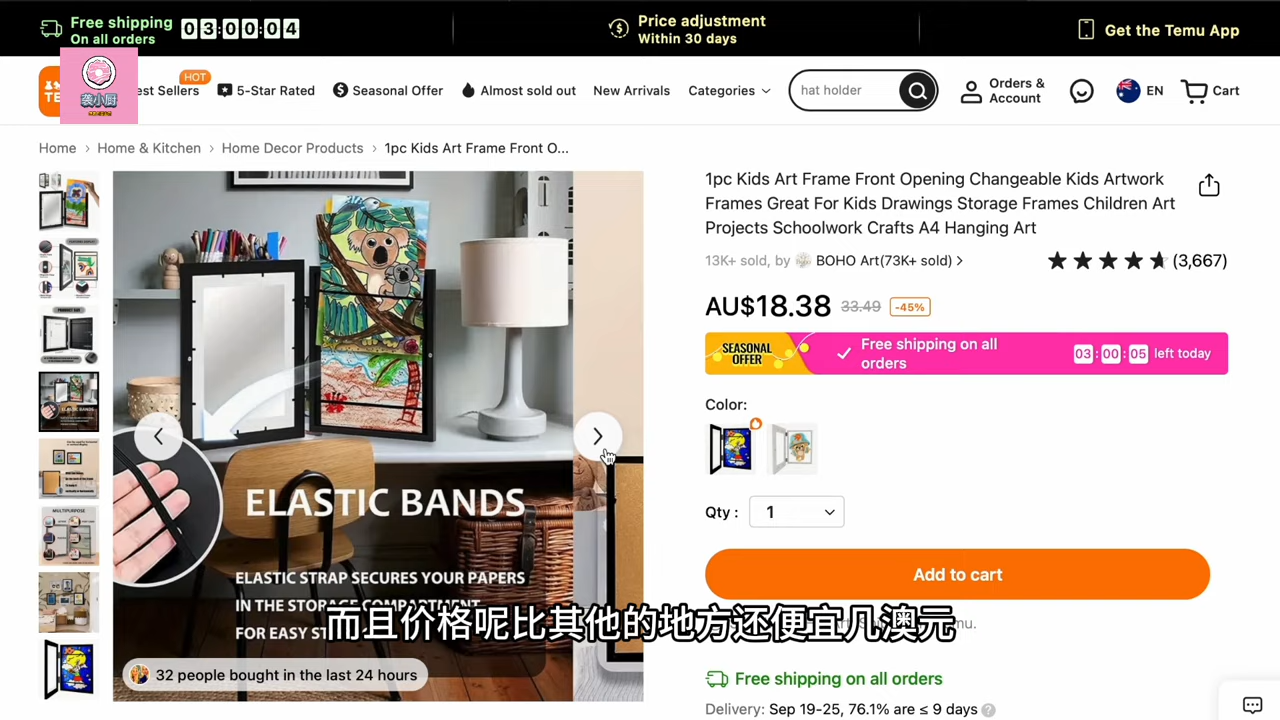 Free shipping
On all orders
03:00:04
Price adjustment
Within 30 days
Get the Temu App
TE
袭小厨
est Sellers
HOT
5-Star Rated
Seasonal Offer
Almost sold out
New Arrivals
Categories
hat holder
Orders &
Account
EN
Cart
Home › Home & Kitchen › Home Decor Products › 1pc Kids Art Frame Front O...
1pc Kids Art Frame Front Opening Changeable Kids Artwork
Frames Great For Kids Drawings Storage Frames Children Art
Projects Schoolwork Crafts A4 Hanging Art
13K+ sold, by BOHO Art(73K+ sold) ›
(3,667)
AU$18.38 33.49 -45%
SEASONAL
OFFER
Free shipping on all
orders
03:00:05 left today
Color:
Qty : 1
Add to cart
ELASTIC BANDS
ELASTIC STRAP SECURES YOUR PAPERS
IN THE STORAGE COMPARTMENT
FOR EASY ST
而且价格呢比其他的地方还便宜几澳元
32 people bought in the last 24 hours
Free shipping on all orders
Delivery: Sep 19-25, 76.1% are ≤ 9 days